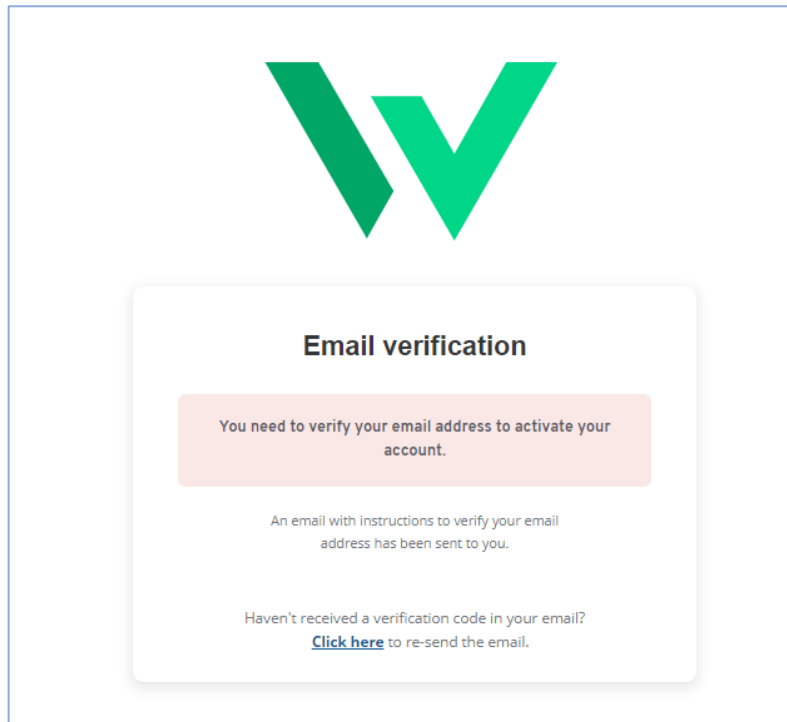 Email verification
You need to verify your email address to activate your
account.
An email with instructions to verify your email
address has been sent to you.
Haven't received a verification code in your email?
Click here to re-send the email.